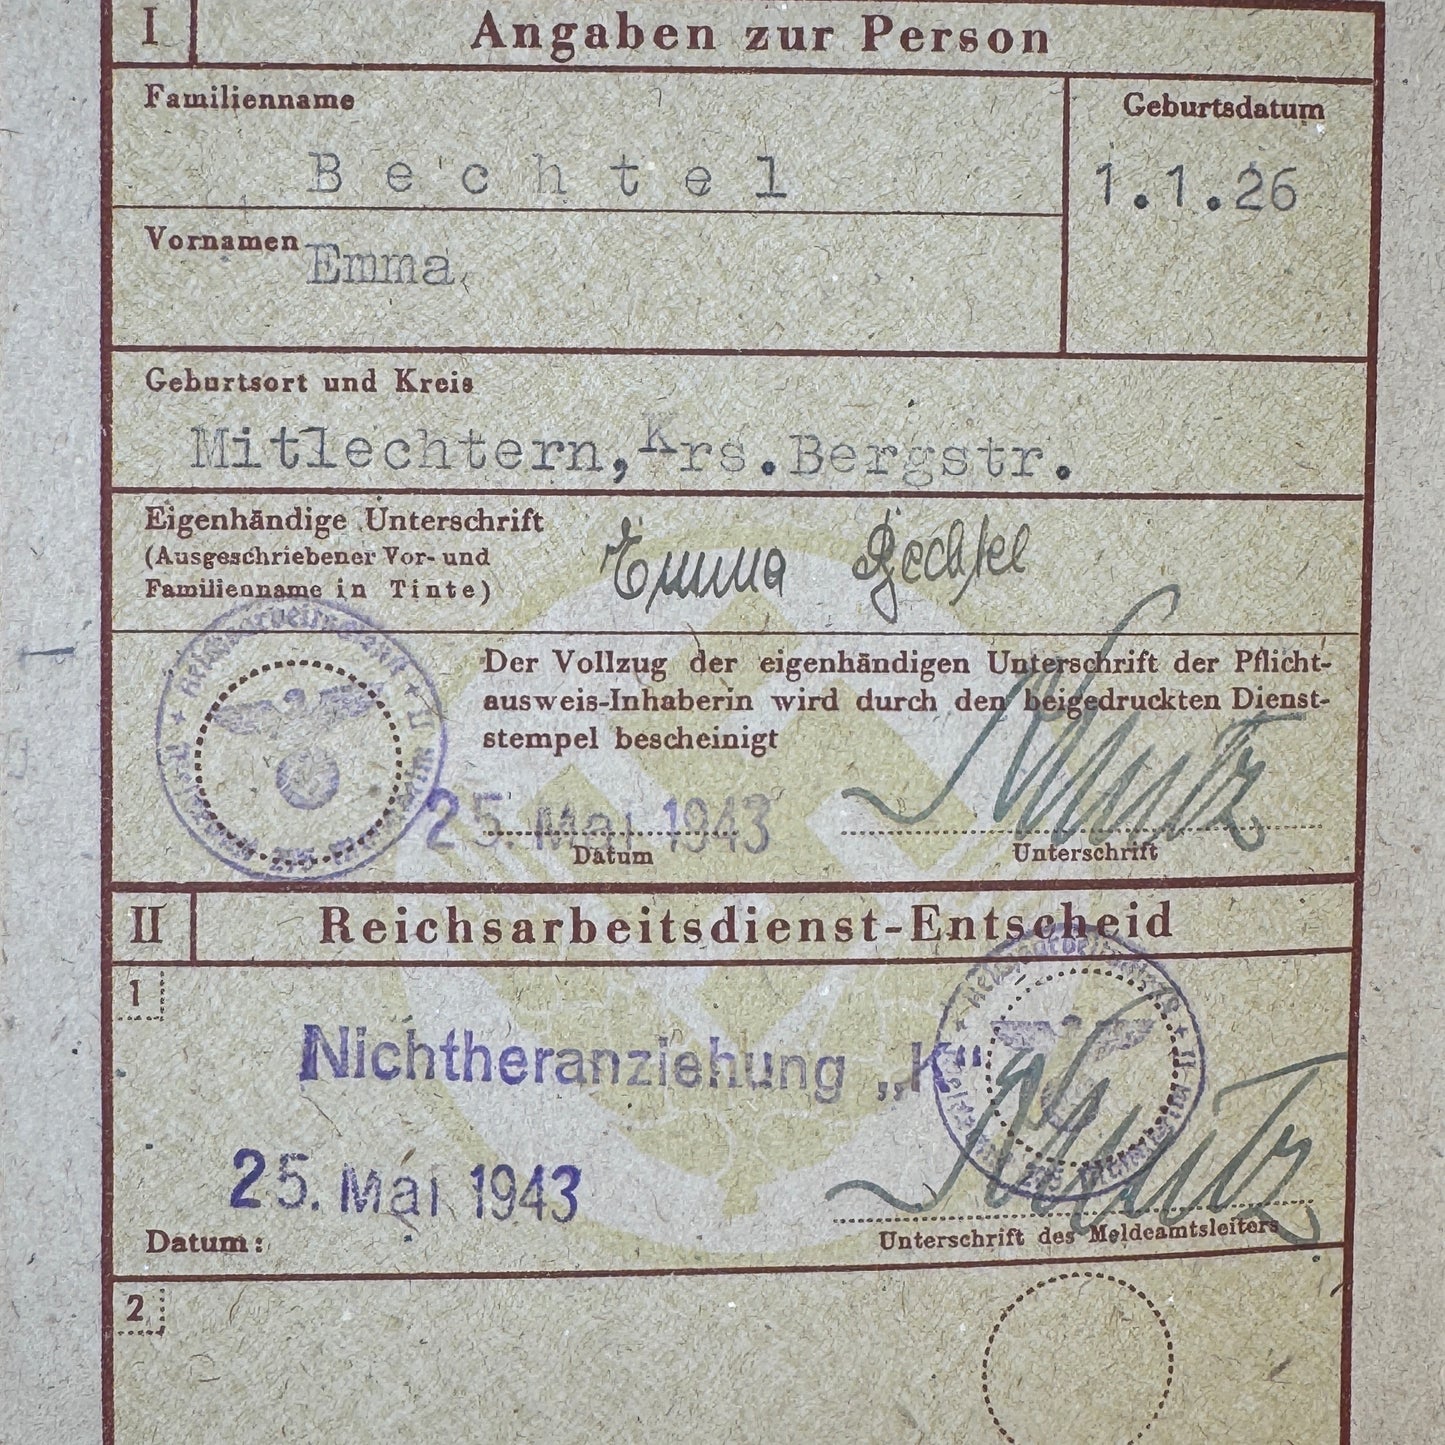 I Angaben zur Person
Familienname Geburtsdatum
Bechtel 1.1.26
Vornamen
Emma
Geburtsort und Kreis
Mitlechtern, Krs.Bergstr.
Eigenhändige Unterschrift
(Ausgeschriebener Vor- und
Familienname in Tinte)
Emma Bechtel
Der Vollzug der eigenhändigen Unterschrift der Pflicht-
ausweis-Inhaberin wird durch den beigedruckten Dienst-
stempel bescheinigt
25. Mai 1943
Datum Unterschrift
II Reichsarbeitsdienst-Entscheid
1
Nichtheranziehung „K“
25. Mai 1943
Datum: Unterschrift des Meldeamtsleiters
2